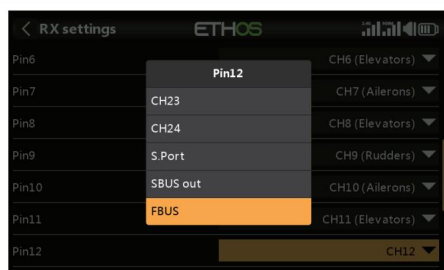 RX settings ETHOS
Pin6 CH6 (Elevators)
Pin12
Pin7 CH7 (Ailerons)
CH23
Pin8 CH8 (Elevators)
CH24
Pin9 S.Port CH9 (Rudders)
Pin10 SBUS out CH10 (Ailerons)
Pin11 FBUS CH11 (Elevators)
Pin12 CH12